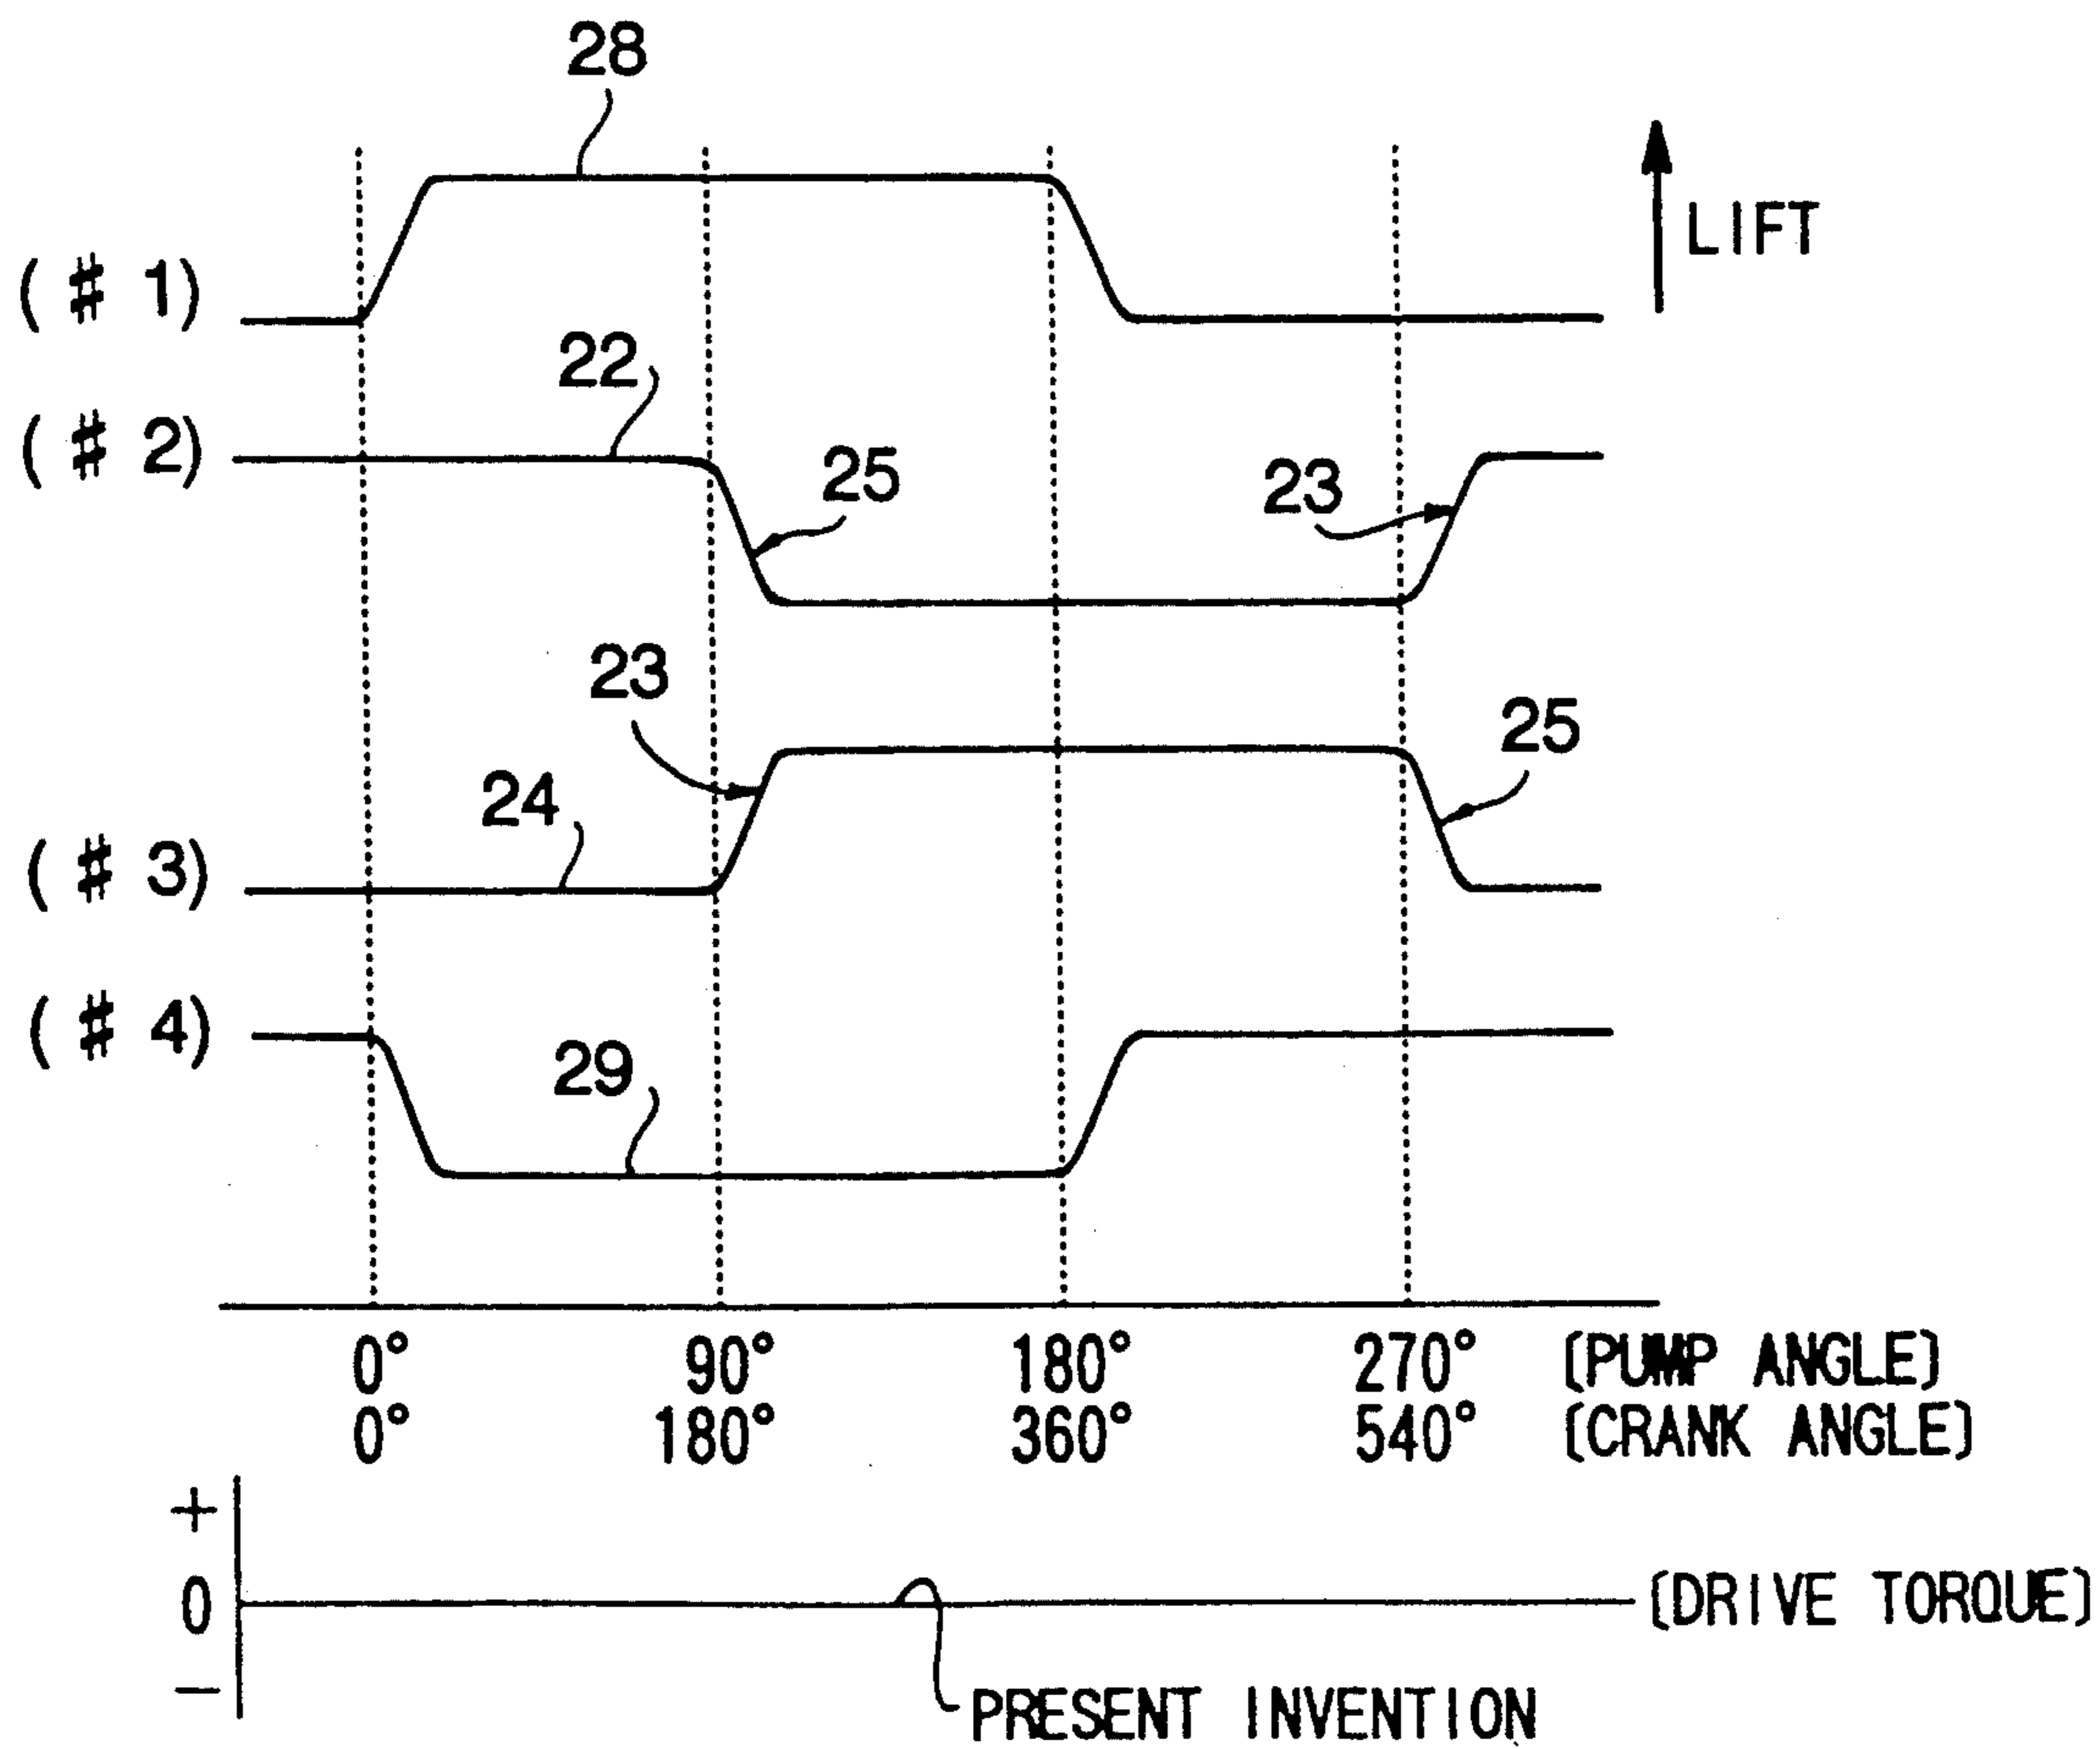 28
LIFT
( # 1)
22
( # 2)
25
23
23
25
24
( # 3)
( # 4)
29
0° 90° 180° 270° (PUMP ANGLE)
0° 180° 360° 540° (CRANK ANGLE)
+
0
(DRIVE TORQUE)
−
PRESENT INVENTION